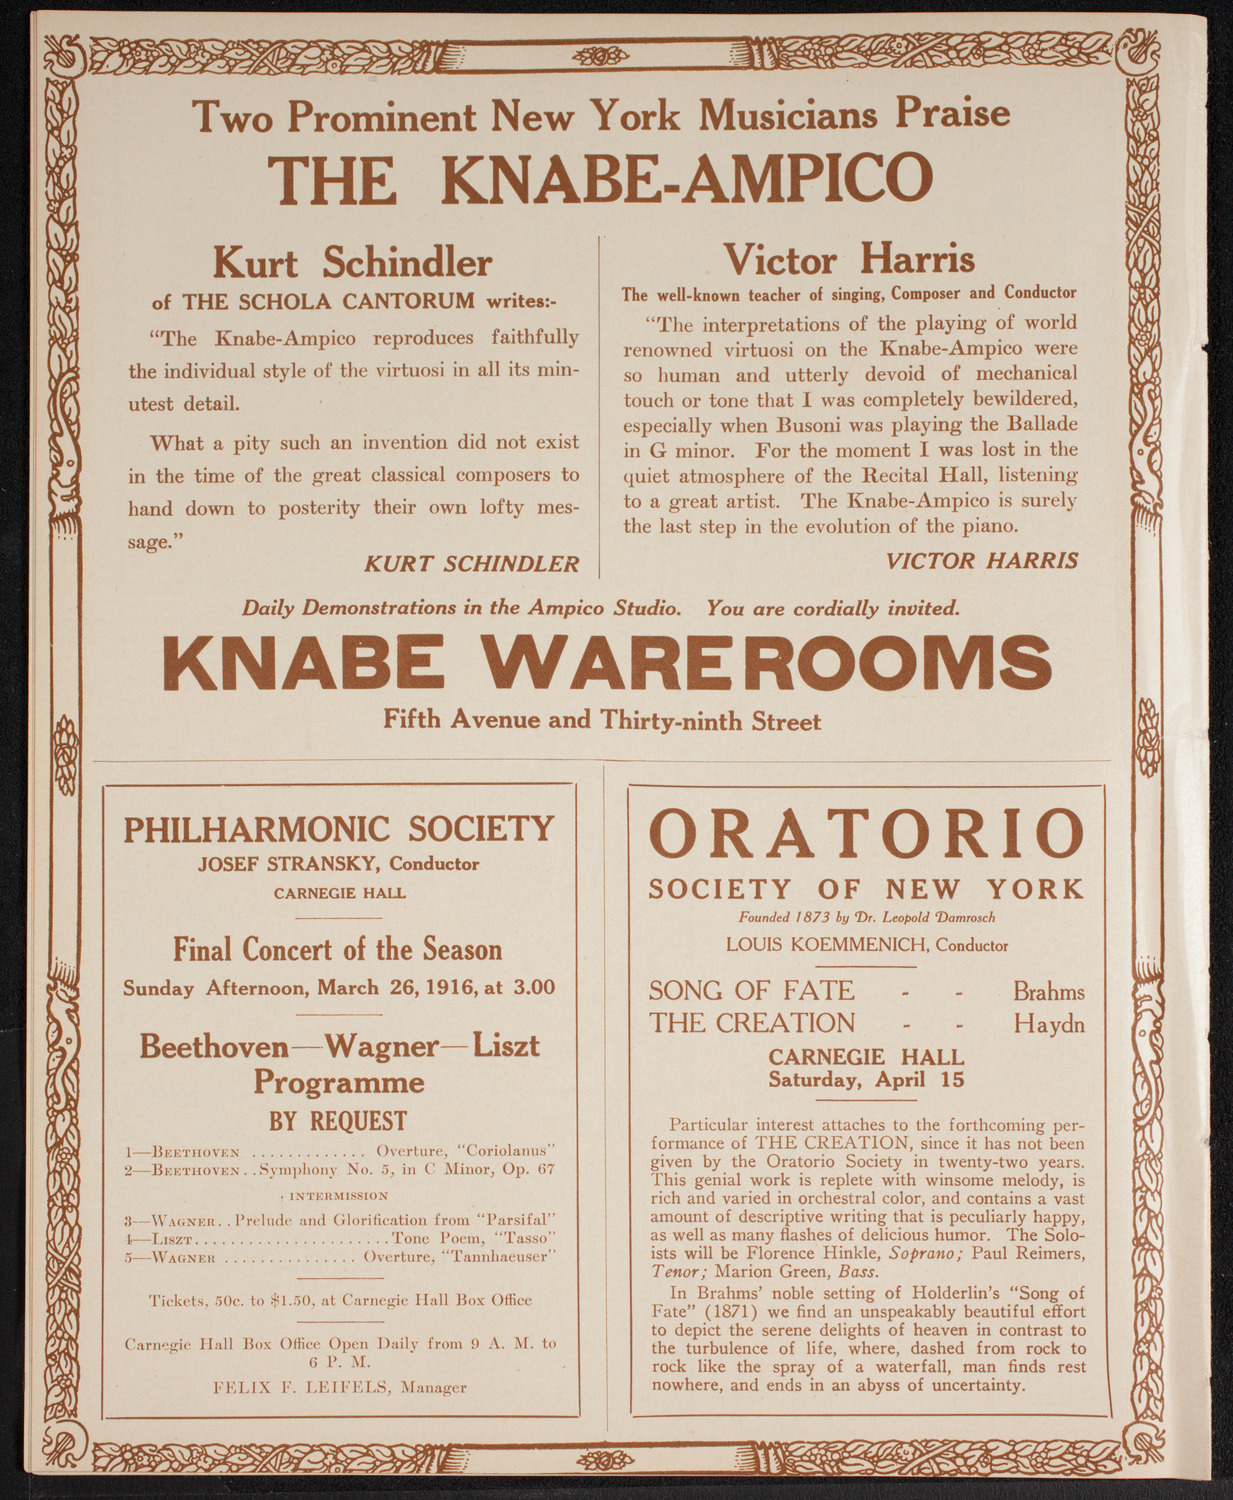 Two Prominent New York Musicians Praise
THE KNABE-AMPICO
Kurt Schindler
of THE SCHOLA CANTORUM writes:-
"The Knabe-Ampico reproduces faithfully
the individual style of the virtuosi in all its min-
utest detail.
What a pity such an invention did not exist
in the time of the great classical composers to
hand down to posterity their own lofty mes-
sage."
KURT SCHINDLER
Victor Harris
The well-known teacher of singing, Composer and Conductor
"The interpretations of the playing of world
renowned virtuosi on the Knabe-Ampico were
so human and utterly devoid of mechanical
touch or tone that I was completely bewildered,
especially when Busoni was playing the Ballade
in G minor. For the moment I was lost in the
quiet atmosphere of the Recital Hall, listening
to a great artist. The Knabe-Ampico is surely
the last step in the evolution of the piano.
VICTOR HARRIS
Daily Demonstrations in the Ampico Studio. You are cordially invited.
KNABE WAREROOMS
Fifth Avenue and Thirty-ninth Street
PHILHARMONIC SOCIETY
JOSEF STRANSKY, Conductor
CARNEGIE HALL
Final Concert of the Season
Sunday Afternoon, March 26, 1916, at 3.00
Beethoven—Wagner—Liszt
Programme
BY REQUEST
1—BEETHOVEN ............ Overture, "Coriolanus"
2—BEETHOVEN..Symphony No. 5, in C Minor, Op. 67
INTERMISSION
3—WAGNER..Prelude and Glorification from "Parsifal"
4—LISZT......................Tone Poem, "Tasso"
5—WAGNER ............... Overture, "Tannhaeuser"
Tickets, 50c. to $1.50, at Carnegie Hall Box Office
Carnegie Hall Box Office Open Daily from 9 A. M. to
6 P. M.
FELIX F. LEIFELS, Manager
ORATORIO
SOCIETY OF NEW YORK
Founded 1873 by Dr. Leopold Damrosch
LOUIS KOEMMENICH, Conductor
SONG OF FATE - - Brahms
THE CREATION - - Haydn
CARNEGIE HALL
Saturday, April 15
Particular interest attaches to the forthcoming per-
formance of THE CREATION, since it has not been
given by the Oratorio Society in twenty-two years.
This genial work is replete with winsome melody, is
rich and varied in orchestral color, and contains a vast
amount of descriptive writing that is peculiarly happy,
as well as many flashes of delicious humor. The Solo-
ists will be Florence Hinkle, Soprano; Paul Reimers,
Tenor; Marion Green, Bass.
In Brahms' noble setting of Holderlin's "Song of
Fate" (1871) we find an unspeakably beautiful effort
to depict the serene delights of heaven in contrast to
the turbulence of life, where, dashed from rock to
rock like the spray of a waterfall, man finds rest
nowhere, and ends in an abyss of uncertainty.